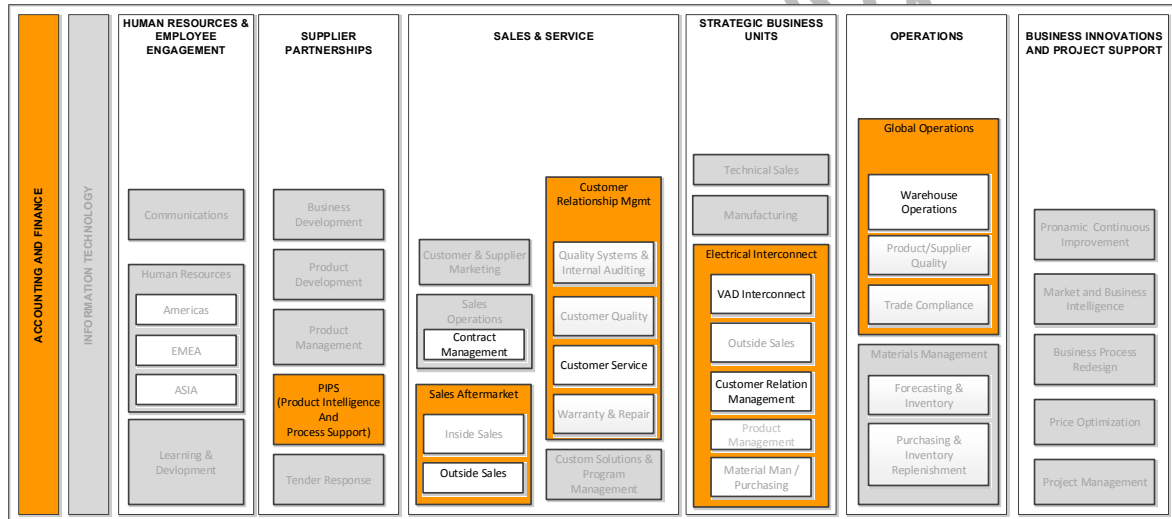 ACCOUNTING AND FINANCE
INFORMATION TECHNOLOGY
HUMAN RESOURCES &
EMPLOYEE
ENGAGEMENT
Communications
Human Resources
Americas
EMEA
ASIA
Learning &
Devlopment
SUPPLIER
PARTNERSHIPS
Business
Development
Product
Development
Product
Management
PIPS
(Product Intelligence
And
Process Support)
Tender Response
SALES & SERVICE
Customer & Supplier
Marketing
Sales
Operations
Contract
Management
Sales Aftermarket
Inside Sales
Outside Sales
Customer
Relationship Mgmt
Quality Systems &
Internal Auditing
Customer Quality
Customer Service
Warranty & Repair
Custom Solutions &
Program
Management
STRATEGIC BUSINESS
UNITS
Technical Sales
Manufacturing
Electrical Interconnect
VAD Interconnect
Outside Sales
Customer Relation
Management
Product
Management
Material Man /
Purchasing
OPERATIONS
Global Operations
Warehouse
Operations
Product/Supplier
Quality
Trade Compliance
Materials Management
Forecasting &
Inventory
Purchasing &
Inventory
Replenishment
BUSINESS INNOVATIONS
AND PROJECT SUPPORT
Pronamic Continuous
Improvement
Market and Business
Intelligence
Business Process
Redesign
Price Optimization
Project Management